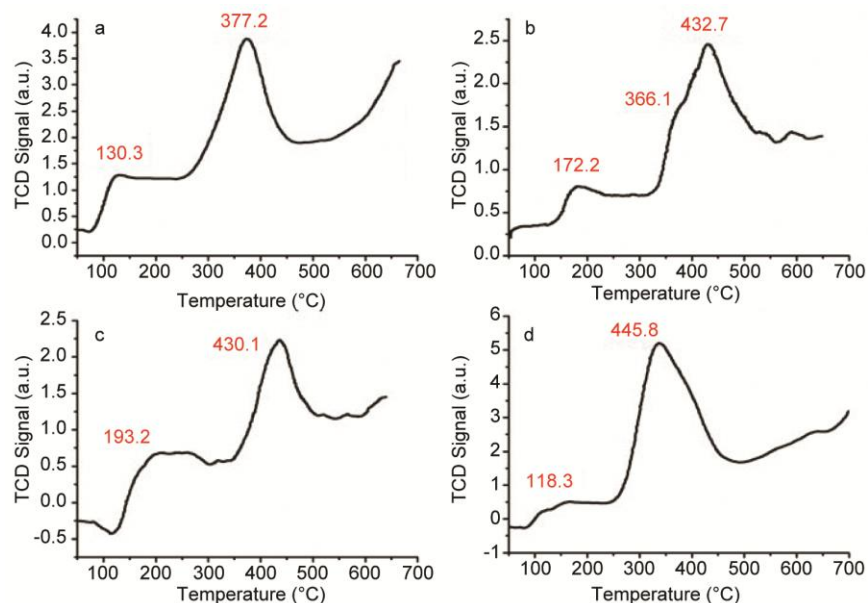 a
377.2
130.3
4.0
3.5
3.0
2.5
2.0
1.5
1.0
0.5
0.0
TCD Signal (a.u.)
100 200 300 400 500 600 700
Temperature (°C)
b
432.7
366.1
172.2
2.5
2.0
1.5
1.0
0.5
0.0
TCD Signal (a.u.)
100 200 300 400 500 600 700
Temperature (°C)
c
430.1
193.2
2.5
2.0
1.5
1.0
0.5
0.0
-0.5
TCD Signal (a.u.)
100 200 300 400 500 600 700
Temperature (°C)
d
445.8
118.3
6
5
4
3
2
1
0
-1
TCD Signal (a.u.)
100 200 300 400 500 600 700
Temperature (°C)